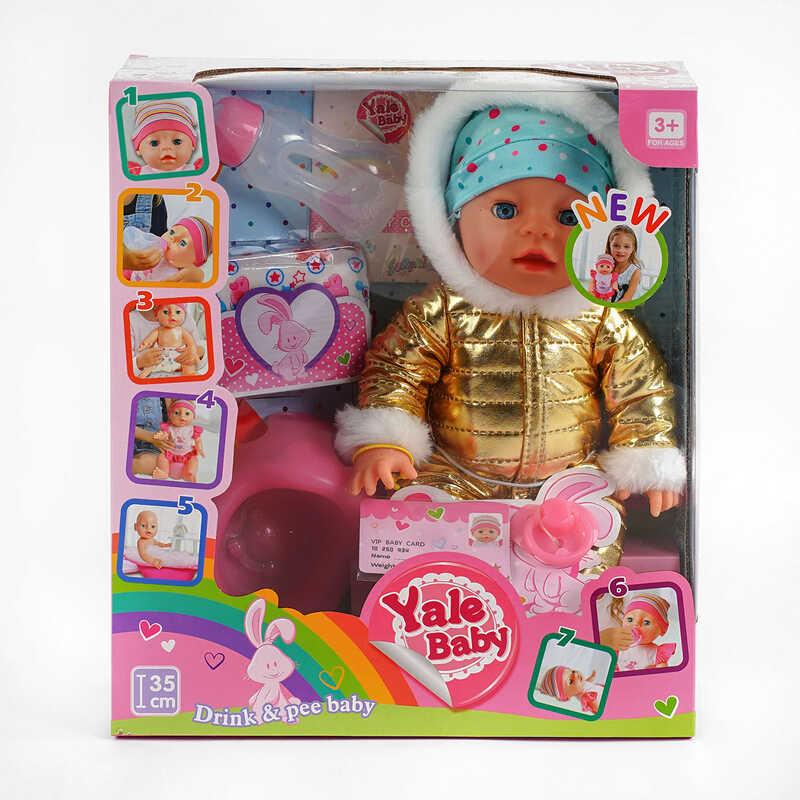 1
2
3
4
5
Yale
Baby
3+
FOR AGES
NEW
VIP BABY CARD
Name
Weight
Yale
Baby
6
7
35
cm
Drink & pee baby